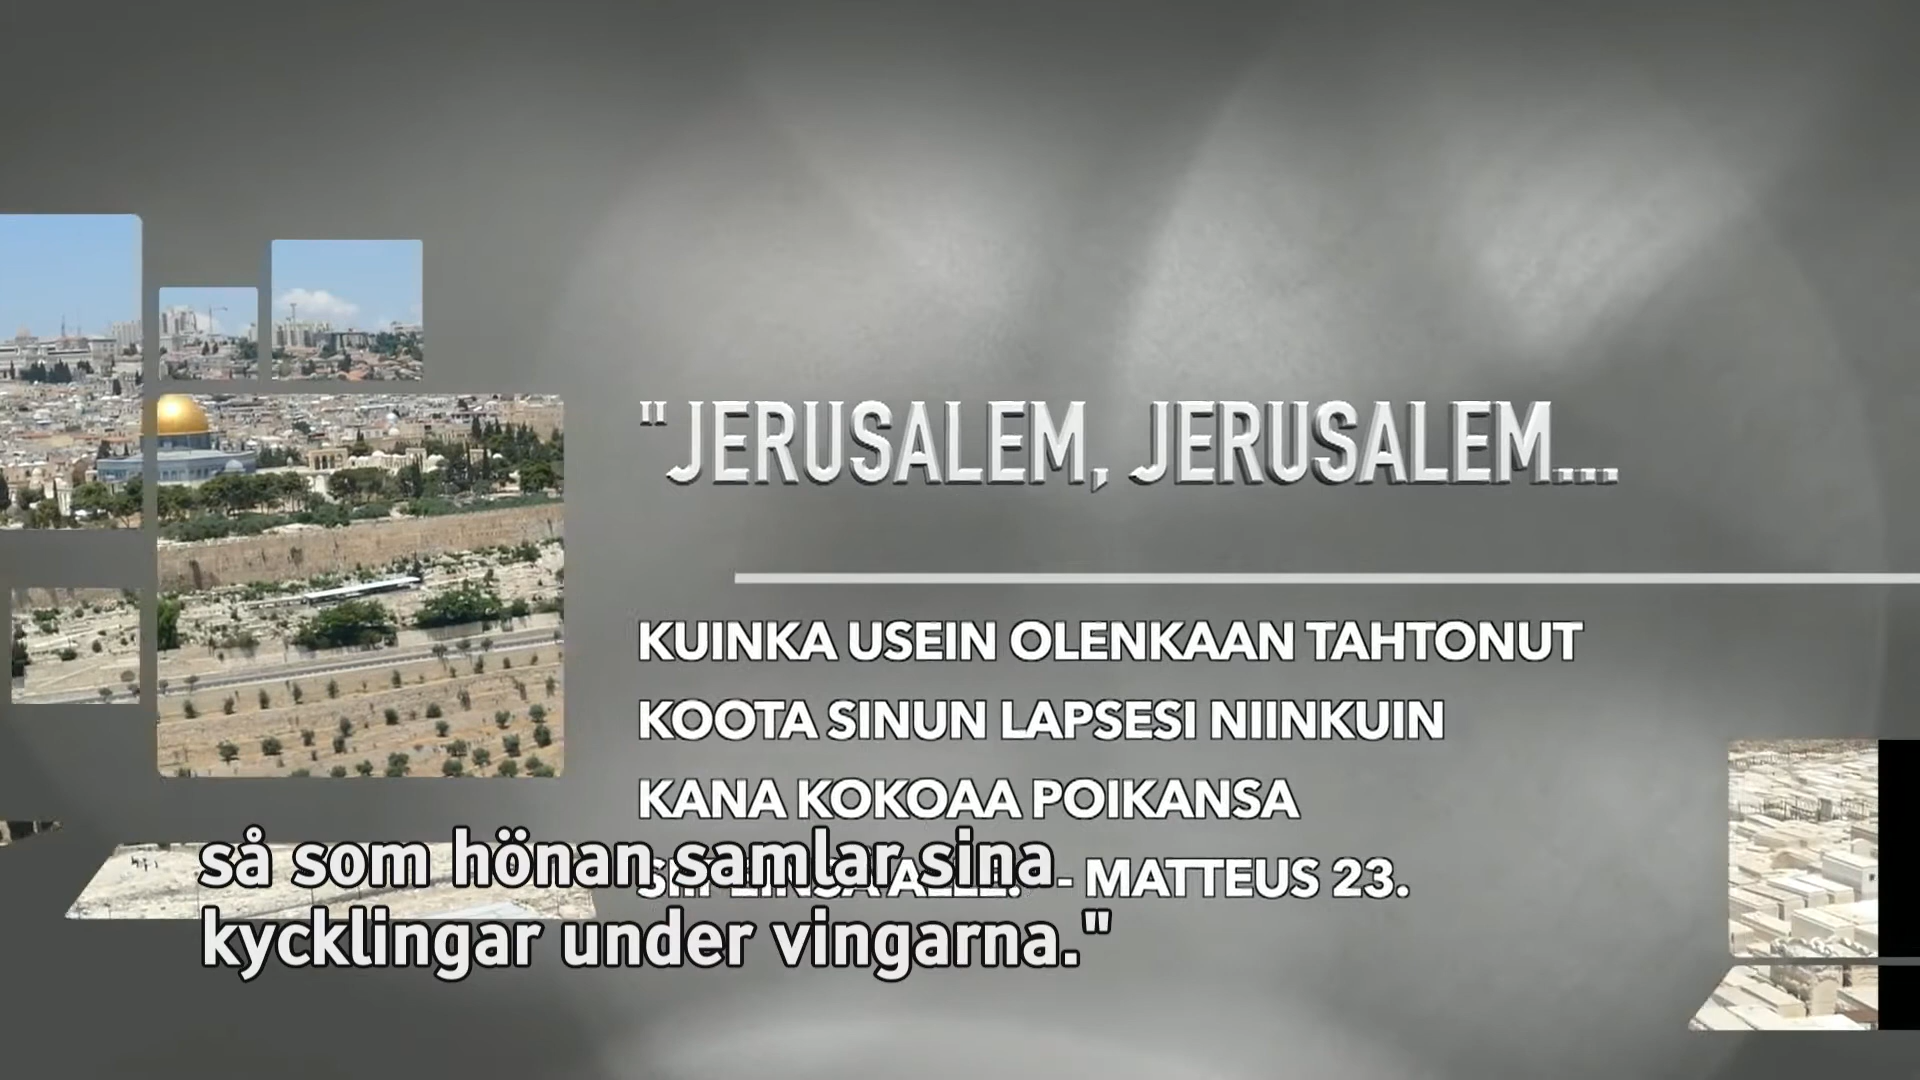 "JERUSALEM, JERUSALEM...
KUINKA USEIN OLENKAAN TAHTONUT
KOOTA SINUN LAPSESI NIINKUIN
KANA KOKOAA POIKANSA
- MATTEUS 23.
så som hönan samlar sina
kycklingar under vingarna."